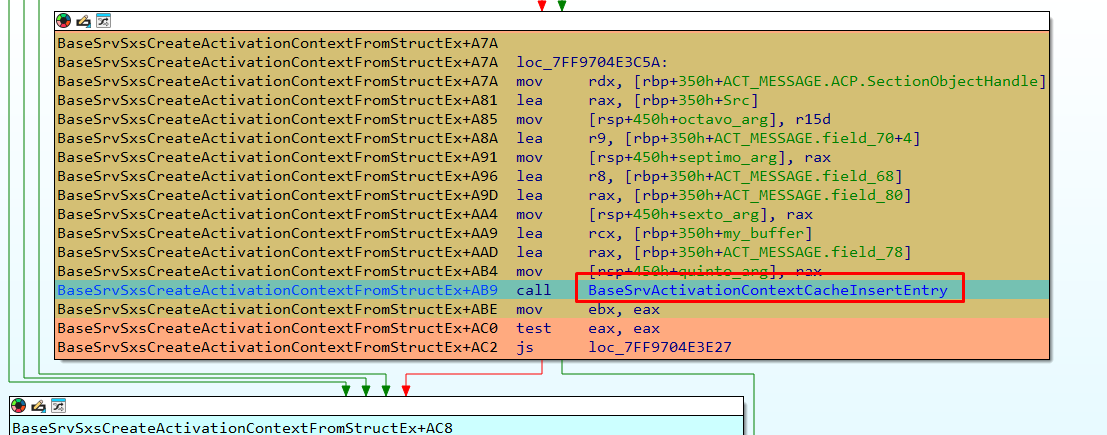 BaseSrvSxsCreateActivationContextFromStructEx+A7A
BaseSrvSxsCreateActivationContextFromStructEx+A7A loc_7FF9704E3C5A:
BaseSrvSxsCreateActivationContextFromStructEx+A7A mov rdx, [rbp+350h+ACT_MESSAGE.ACP.SectionObjectHandle]
BaseSrvSxsCreateActivationContextFromStructEx+A81 lea rax, [rbp+350h+Src]
BaseSrvSxsCreateActivationContextFromStructEx+A85 mov [rsp+450h+octavo_arg], r15d
BaseSrvSxsCreateActivationContextFromStructEx+A8A lea r9, [rbp+350h+ACT_MESSAGE.field_70+4]
BaseSrvSxsCreateActivationContextFromStructEx+A91 mov [rsp+450h+septimo_arg], rax
BaseSrvSxsCreateActivationContextFromStructEx+A96 lea r8, [rbp+350h+ACT_MESSAGE.field_68]
BaseSrvSxsCreateActivationContextFromStructEx+A9D lea rax, [rbp+350h+ACT_MESSAGE.field_80]
BaseSrvSxsCreateActivationContextFromStructEx+AA4 mov [rsp+450h+sexto_arg], rax
BaseSrvSxsCreateActivationContextFromStructEx+AA9 lea rcx, [rbp+350h+my_buffer]
BaseSrvSxsCreateActivationContextFromStructEx+AAD lea rax, [rbp+350h+ACT_MESSAGE.field_78]
BaseSrvSxsCreateActivationContextFromStructEx+AB4 mov [rsp+450h+quinto_arg], rax
BaseSrvSxsCreateActivationContextFromStructEx+AB9 call BaseSrvActivationContextCacheInsertEntry
BaseSrvSxsCreateActivationContextFromStructEx+ABE mov ebx, eax
BaseSrvSxsCreateActivationContextFromStructEx+AC0 test eax, eax
BaseSrvSxsCreateActivationContextFromStructEx+AC2 js loc_7FF9704E3E27
BaseSrvSxsCreateActivationContextFromStructEx+AC8